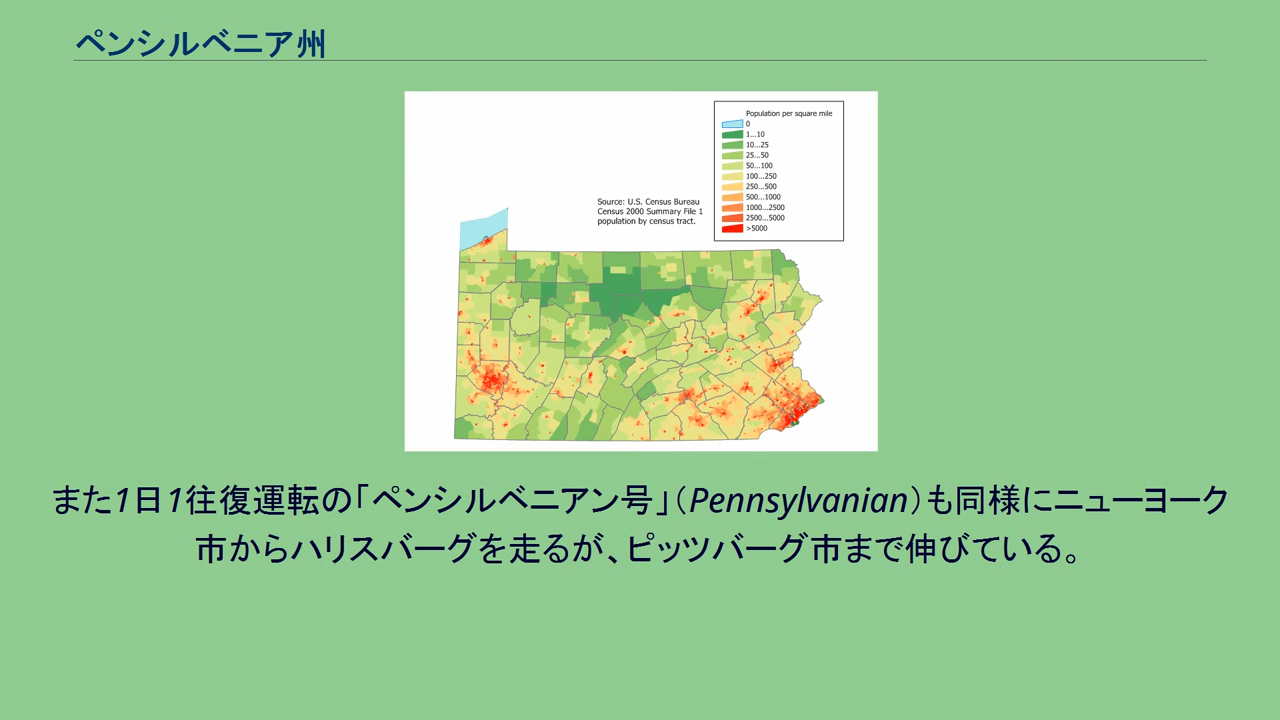 ペンシルベニア州
Population per square mile
0
1...10
10...25
25...50
50...100
100...250
250...500
500...1000
1000...2500
2500...5000
>5000
Source: U.S. Census Bureau
Census 2000 Summary File 1
population by census tract.
また1日1往復運転の「ペンシルベニアン号」（Pennsylvanian）も同様にニューヨーク
市からハリスバーグを走るが、ピッツバーグ市まで伸びている。